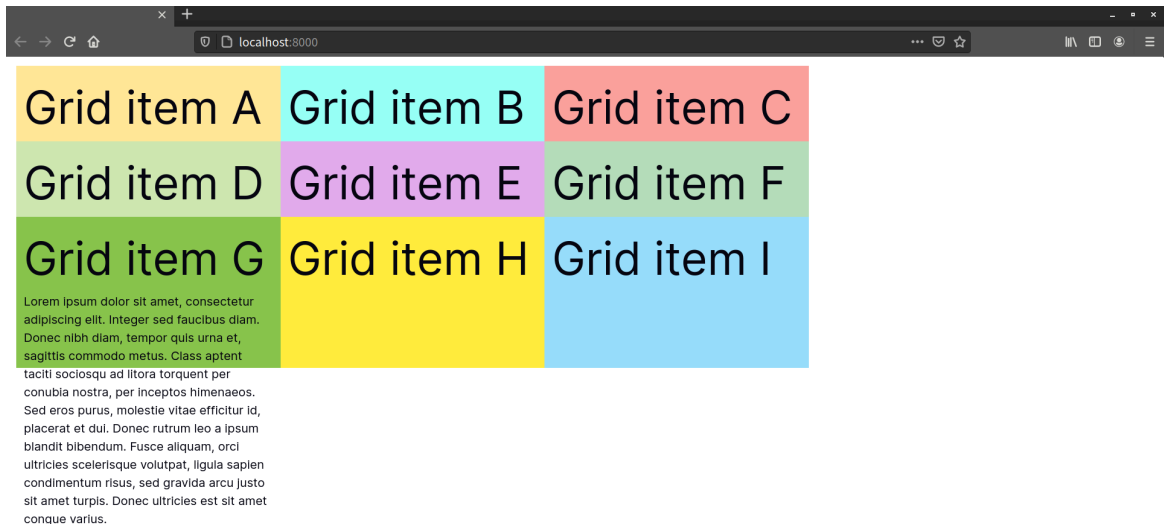 localhost:8000
Grid item A
Grid item B
Grid item C
Grid item D
Grid item E
Grid item F
Grid item G
Grid item H
Grid item I
Lorem ipsum dolor sit amet, consectetur
adipiscing elit. Integer sed faucibus diam.
Donec nibh diam, tempor quis urna et,
sagittis commodo metus. Class aptent
taciti sociosqu ad litora torquent per
conubia nostra, per inceptos himenaeos.
Sed eros purus, molestie vitae efficitur id,
placerat et dui. Donec rutrum leo a ipsum
blandit bibendum. Fusce aliquam, orci
ultricies scelerisque volutpat, ligula sapien
condimentum risus, sed gravida arcu justo
sit amet turpis. Donec ultricies est sit amet
congue varius.